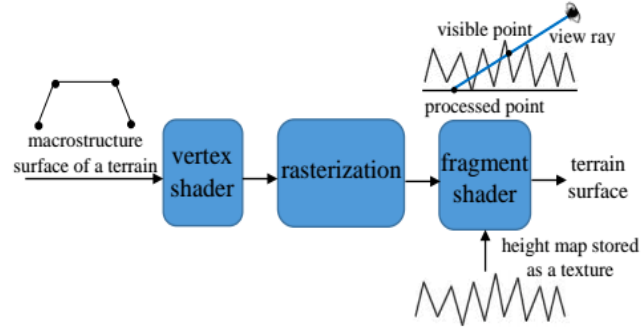 visible point
view ray
processed point
macrostructure
surface of a terrain
vertex
shader
rasterization
fragment
shader
terrain
surface
height map stored
as a texture